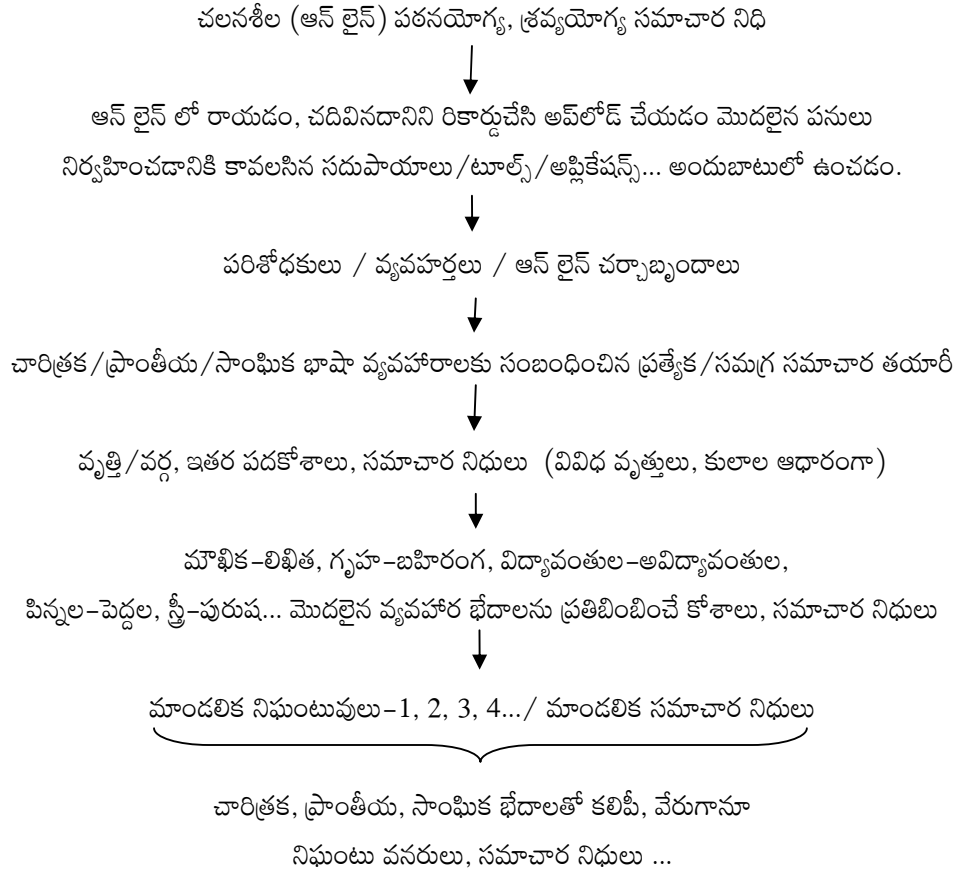 చలనశీల (ఆన్ లైన్) పఠనయోగ్య, శ్రవ్యయోగ్య సమాచార నిధి
ఆన్ లైన్ లో రాయడం, చదివినదానిని రికార్డుచేసి అప్‌లోడ్ చేయడం మొదలైన పనులు
నిర్వహించడానికి కావలసిన సదుపాయాలు/టూల్స్/అప్లికేషన్స్... అందుబాటులో ఉంచడం.
పరిశోధకులు / వ్యవహర్తలు / ఆన్ లైన్ చర్చాబృందాలు
చారిత్రక/ప్రాంతీయ/సాంఘిక భాషా వ్యవహారాలకు సంబంధించిన ప్రత్యేక/సమగ్ర సమాచార తయారీ
వృత్తి/వర్గ, ఇతర పదకోశాలు, సమాచార నిధులు (వివిధ వృత్తులు, కులాల ఆధారంగా)
మౌఖిక-లిఖిత, గృహ-బహిరంగ, విద్యావంతుల-అవిద్యావంతుల,
పిన్నల-పెద్దల, స్త్రీ-పురుష... మొదలైన వ్యవహార భేదాలను ప్రతిబింబించే కోశాలు, సమాచార నిధులు
మాండలిక నిఘంటువులు-1, 2, 3, 4.../ మాండలిక సమాచార నిధులు
చారిత్రక, ప్రాంతీయ, సాంఘిక భేదాలతో కలిపీ, వేరుగానూ
నిఘంటు వనరులు, సమాచార నిధులు ...